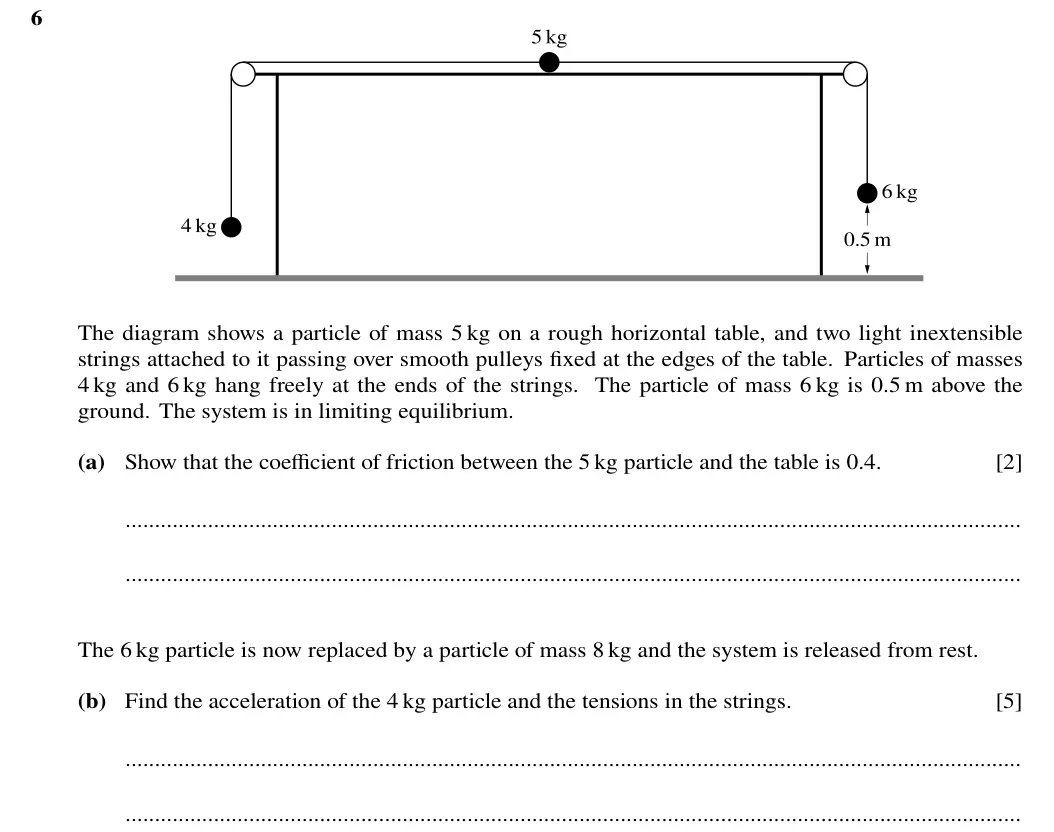 6
5 kg
6 kg
4 kg
0.5 m
The diagram shows a particle of mass 5 kg on a rough horizontal table, and two light inextensible
strings attached to it passing over smooth pulleys fixed at the edges of the table. Particles of masses
4 kg and 6 kg hang freely at the ends of the strings. The particle of mass 6 kg is 0.5 m above the
ground. The system is in limiting equilibrium.
(a) Show that the coefficient of friction between the 5 kg particle and the table is 0.4. [2]
The 6 kg particle is now replaced by a particle of mass 8 kg and the system is released from rest.
(b) Find the acceleration of the 4 kg particle and the tensions in the strings. [5]